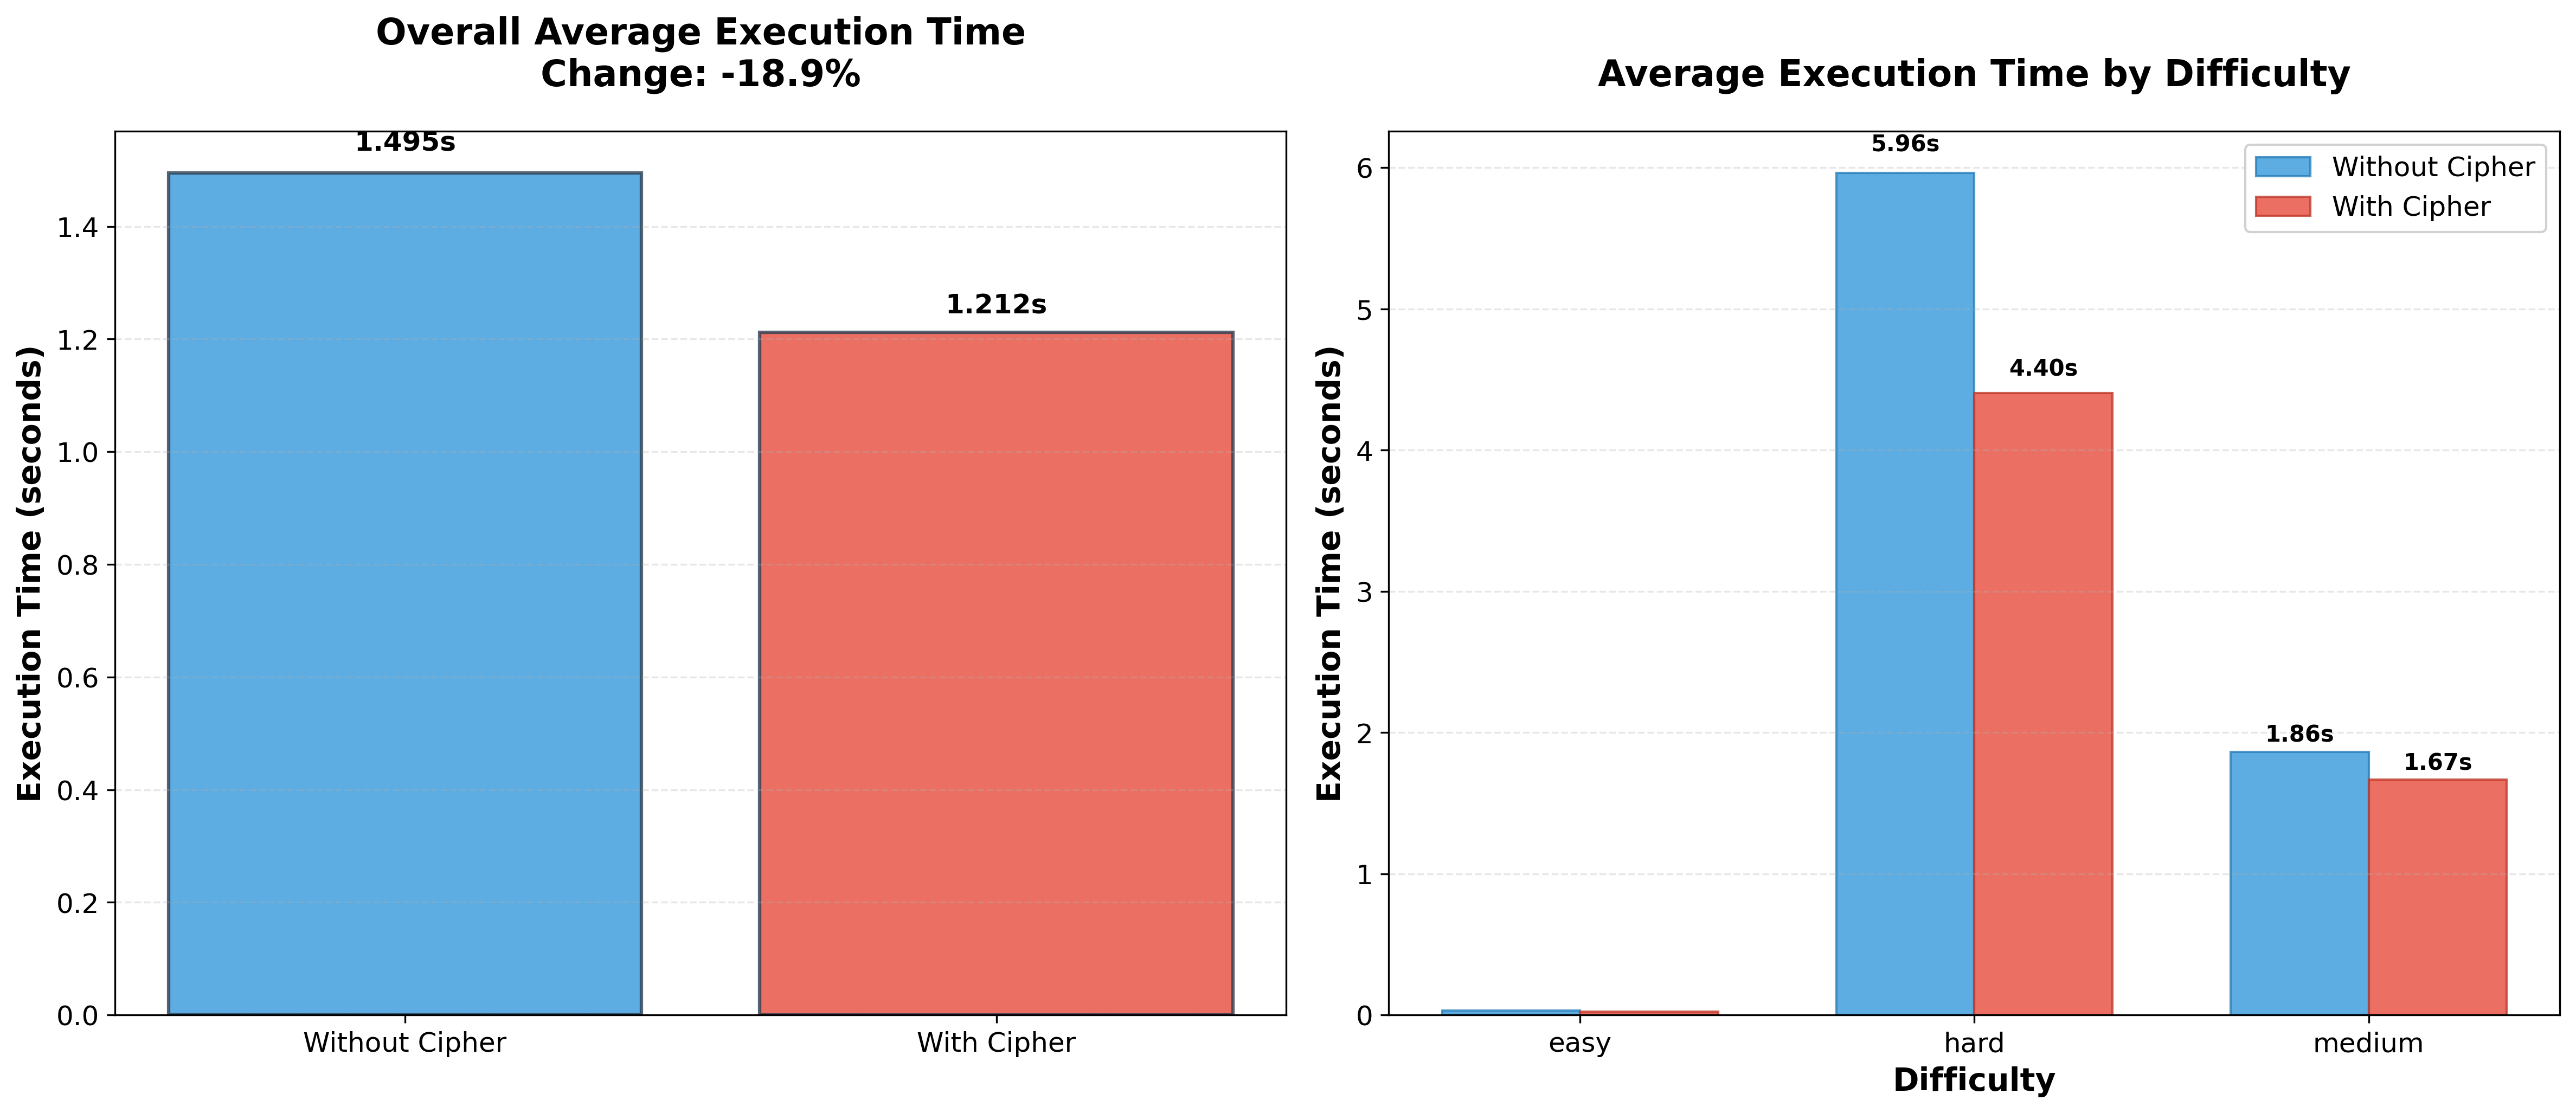 Overall Average Execution Time
Change: -18.9%
Execution Time (seconds)
1.4
1.2
1.0
0.8
0.6
0.4
0.2
0.0
1.495s
1.212s
Without Cipher
With Cipher
Average Execution Time by Difficulty
Execution Time (seconds)
6
5
4
3
2
1
0
5.96s
4.40s
1.86s
1.67s
Without Cipher
With Cipher
easy
hard
medium
Difficulty